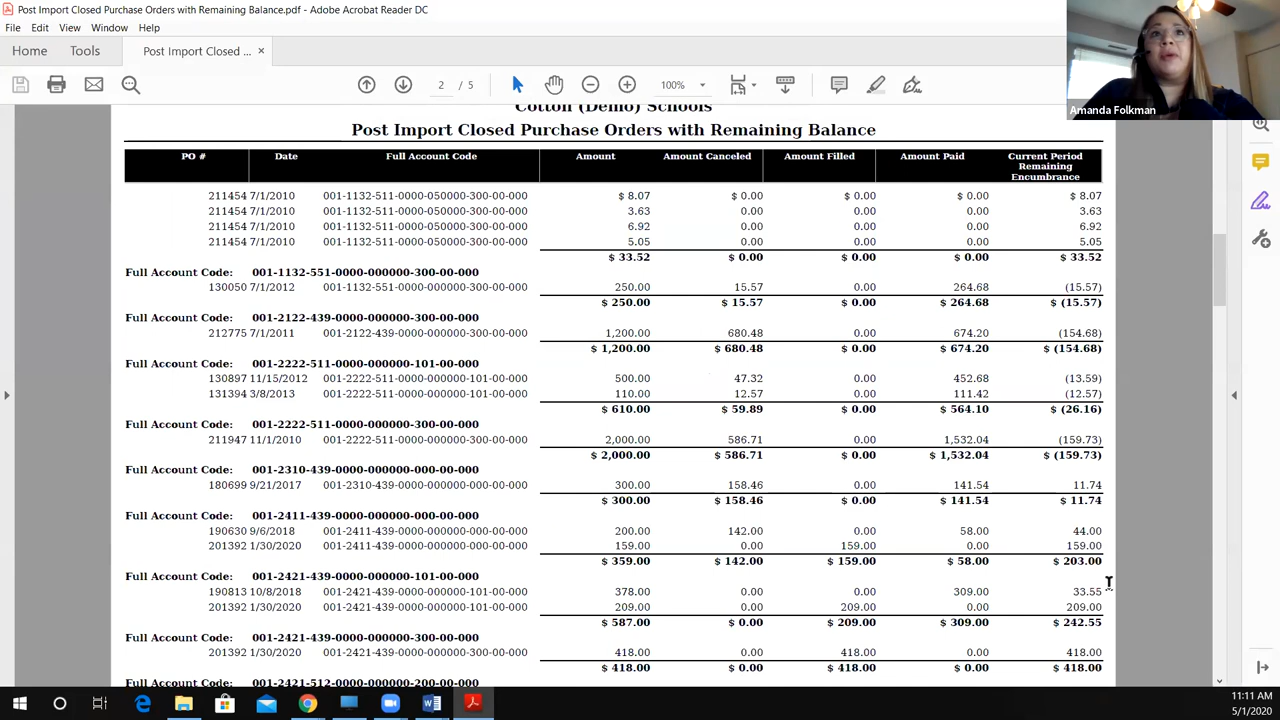 Post Import Closed Purchase Orders with Remaining Balance.pdf - Adobe Acrobat Reader DC
File Edit View Window Help
Home Tools Post Import Closed ... ×
2 / 5 100%
Amanda Folkman
Cotton (Demo) Schools
Post Import Closed Purchase Orders with Remaining Balance
PO # Date Full Account Code Amount Amount Canceled Amount Filled Amount Paid Current Period
Remaining
Encumbrance
211454 7/1/2010 001-1132-511-0000-050000-300-00-000 $ 8.07 $ 0.00 $ 0.00 $ 0.00 $ 8.07
211454 7/1/2010 001-1132-511-0000-050000-300-00-000 3.63 0.00 0.00 0.00 3.63
211454 7/1/2010 001-1132-511-0000-050000-300-00-000 6.92 0.00 0.00 0.00 6.92
211454 7/1/2010 001-1132-511-0000-050000-300-00-000 5.05 0.00 0.00 0.00 5.05
$ 33.52 $ 0.00 $ 0.00 $ 0.00 $ 33.52
Full Account Code: 001-1132-551-0000-000000-300-00-000
130050 7/1/2012 001-1132-551-0000-000000-300-00-000 250.00 15.57 0.00 264.68 (15.57)
$ 250.00 $ 15.57 $ 0.00 $ 264.68 $ (15.57)
Full Account Code: 001-2122-439-0000-000000-300-00-000
212775 7/1/2011 001-2122-439-0000-000000-300-00-000 1,200.00 680.48 0.00 674.20 (154.68)
$ 1,200.00 $ 680.48 $ 0.00 $ 674.20 $ (154.68)
Full Account Code: 001-2222-511-0000-000000-101-00-000
130897 11/15/2012 001-2222-511-0000-000000-101-00-000 500.00 47.32 0.00 452.68 (13.59)
131394 3/8/2013 001-2222-511-0000-000000-101-00-000 110.00 12.57 0.00 111.42 (12.57)
$ 610.00 $ 59.89 $ 0.00 $ 564.10 $ (26.16)
Full Account Code: 001-2222-511-0000-000000-300-00-000
211947 11/1/2010 001-2222-511-0000-000000-300-00-000 2,000.00 586.71 0.00 1,532.04 (159.73)
$ 2,000.00 $ 586.71 $ 0.00 $ 1,532.04 $ (159.73)
Full Account Code: 001-2310-439-0000-000000-000-00-000
180699 9/21/2017 001-2310-439-0000-000000-000-00-000 300.00 158.46 0.00 141.54 11.74
$ 300.00 $ 158.46 $ 0.00 $ 141.54 $ 11.74
Full Account Code: 001-2411-439-0000-000000-000-00-000
190630 9/6/2018 001-2411-439-0000-000000-000-00-000 200.00 142.00 0.00 58.00 44.00
201392 1/30/2020 001-2411-439-0000-000000-000-00-000 159.00 0.00 159.00 0.00 159.00
$ 359.00 $ 142.00 $ 159.00 $ 58.00 $ 203.00
Full Account Code: 001-2421-439-0000-000000-101-00-000
190813 10/8/2018 001-2421-439-0000-000000-101-00-000 378.00 0.00 0.00 309.00 33.55
201392 1/30/2020 001-2421-439-0000-000000-101-00-000 209.00 0.00 209.00 0.00 209.00
$ 587.00 $ 0.00 $ 209.00 $ 309.00 $ 242.55
Full Account Code: 001-2421-439-0000-000000-300-00-000
201392 1/30/2020 001-2421-439-0000-000000-300-00-000 418.00 0.00 418.00 0.00 418.00
$ 418.00 $ 0.00 $ 418.00 $ 0.00 $ 418.00
Full Account Code: 001-2421-512-0000-000000-200-00-000
11:11 AM
5/1/2020